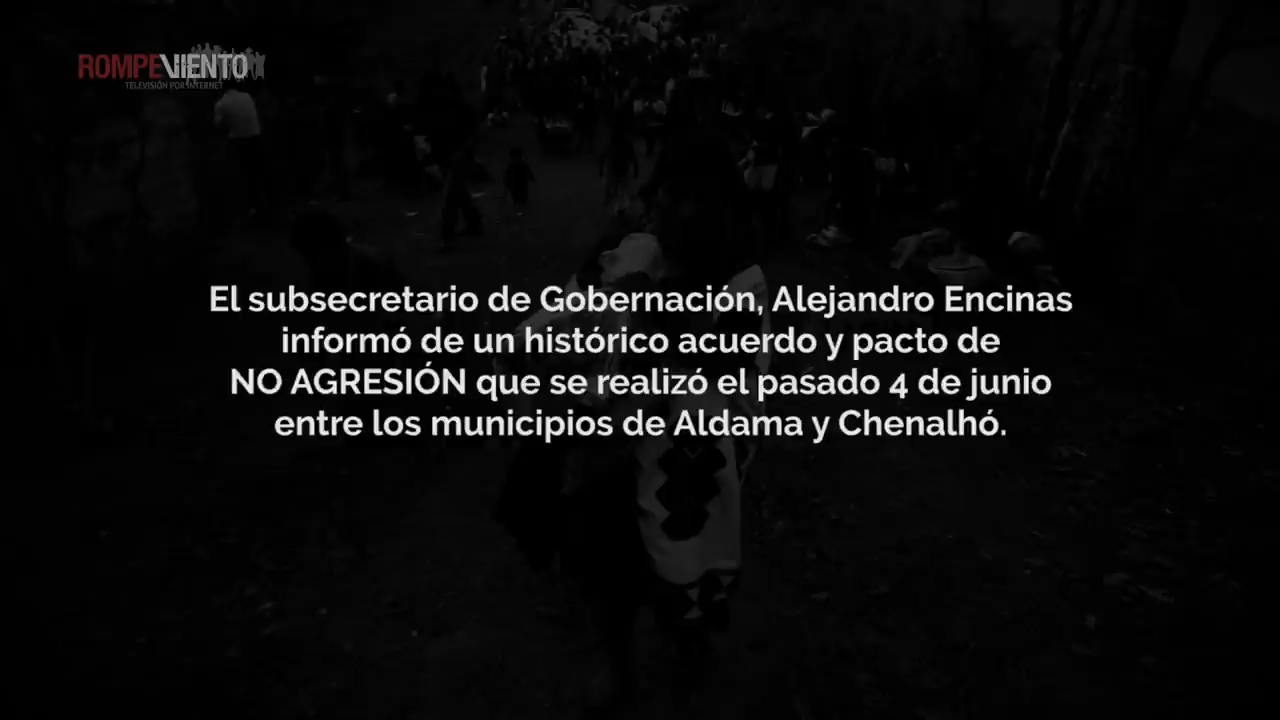 ROMPEVIENTO
TELEVISIÓN POR INTERNET
El subsecretario de Gobernación, Alejandro Encinas
informó de un histórico acuerdo y pacto de
NO AGRESIÓN que se realizó el pasado 4 de junio
entre los municipios de Aldama y Chenalhó.